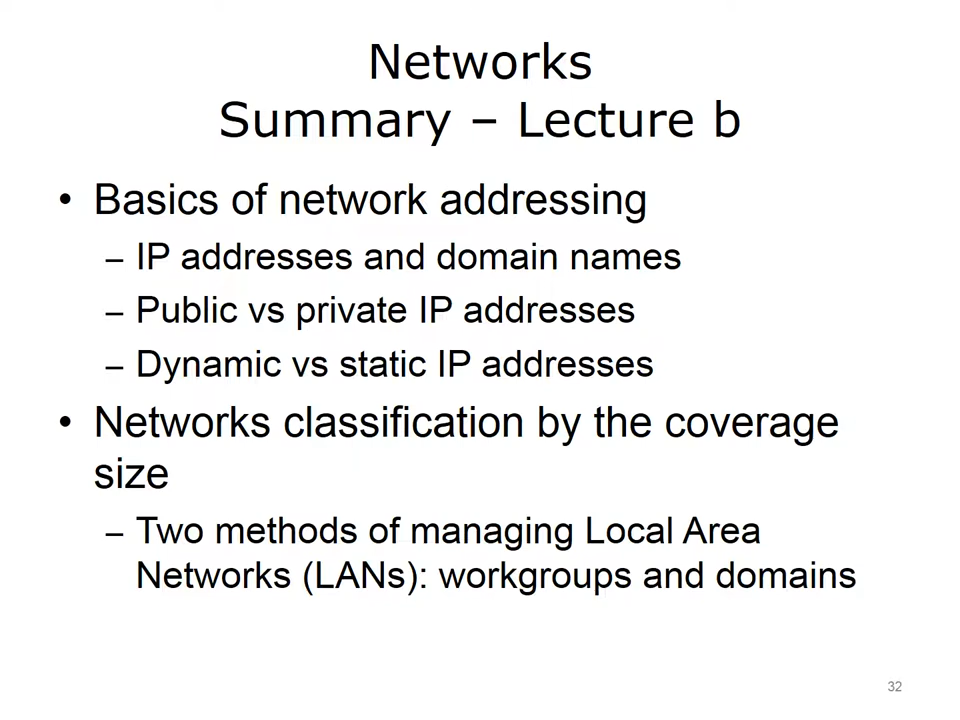 Networks
Summary – Lecture b
• Basics of network addressing
– IP addresses and domain names
– Public vs private IP addresses
– Dynamic vs static IP addresses
• Networks classification by the coverage
size
– Two methods of managing Local Area
Networks (LANs): workgroups and domains
32